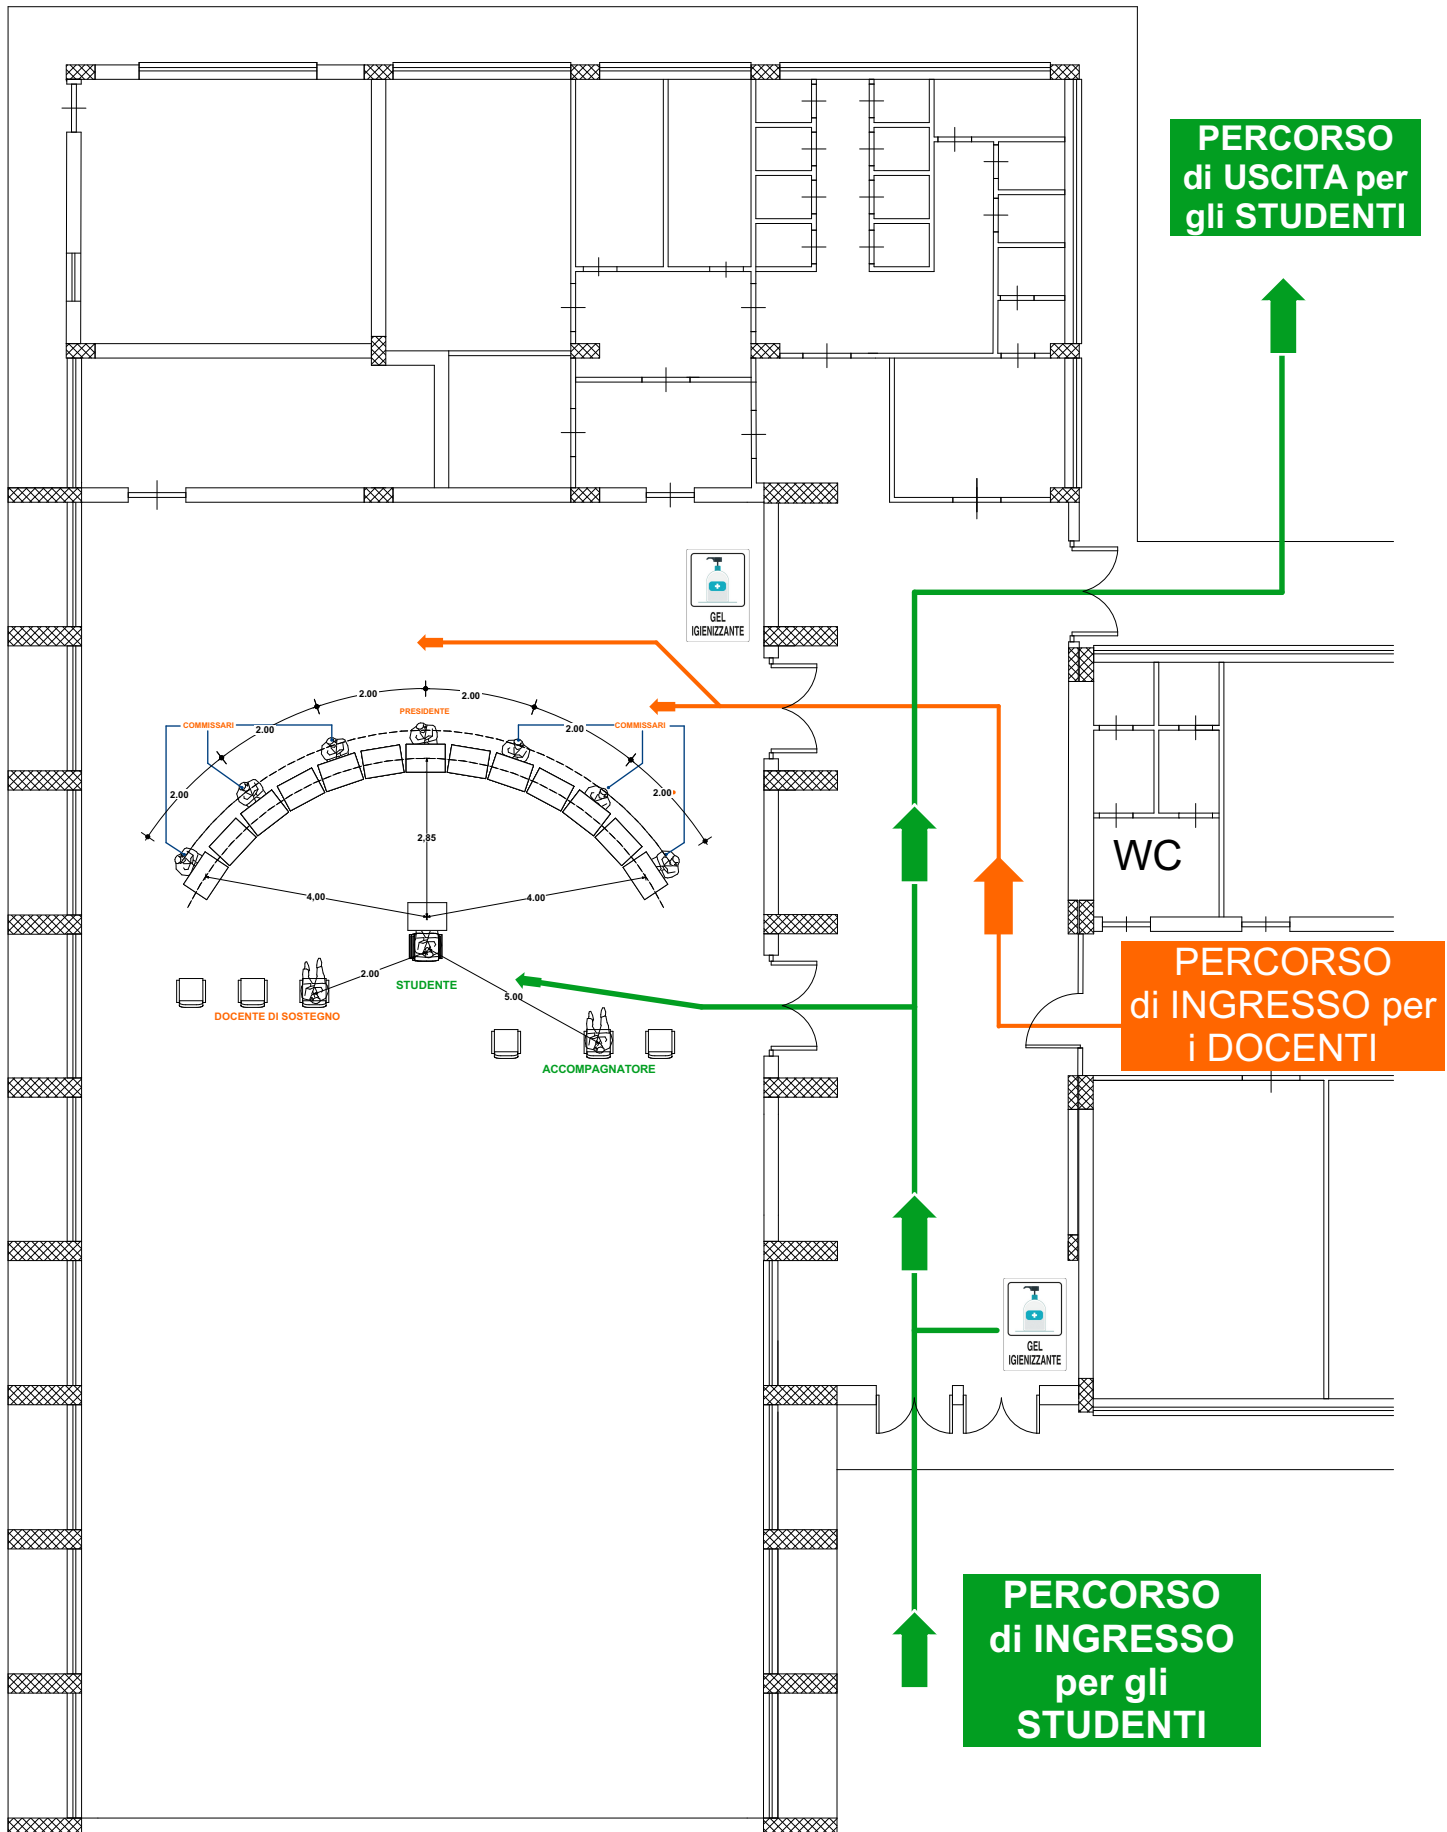 PERCORSO
di USCITA per
gli STUDENTI
GEL
IGIENIZZANTE
2.00
2.00
PRESIDENTE
COMMISSARI
COMMISSARI
2.00
2.00
2.00
2.00
2,85
4,00
4.00
WC
PERCORSO
di INGRESSO per
i DOCENTI
2.00
STUDENTE
5.00
DOCENTE DI SOSTEGNO
ACCOMPAGNATORE
GEL
IGIENIZZANTE
PERCORSO
di INGRESSO
per gli
STUDENTI